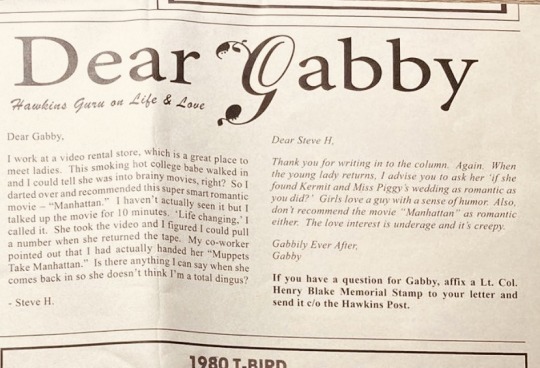 Dear Gabby
Hawkins Guru on Life & Love
Dear Gabby,
I work at a video rental store, which is a great place to
meet ladies. This smoking hot college babe walked in
and I could tell she was into brainy movies, right? So I
darted over and recommended this super smart romantic
movie – "Manhattan." I haven't actually seen it but I
talked up the movie for 10 minutes. 'Life changing,' I
called it. She took the video and I figured I could pull
a number when she returned the tape. My co-worker
pointed out that I had actually handed her "Muppets
Take Manhattan." Is there anything I can say when she
comes back in so she doesn't think I'm a total dingus?
- Steve H.
Dear Steve H,
Thank you for writing in to the column. Again. When
the young lady returns, I advise you to ask her 'if she
found Kermit and Miss Piggy's wedding as romantic as
you did?' Girls love a guy with a sense of humor. Also,
don't recommend the movie "Manhattan" as romantic
either. The love interest is underage and it's creepy.
Gabbily Ever After,
Gabby
If you have a question for Gabby, affix a Lt. Col.
Henry Blake Memorial Stamp to your letter and
send it c/o the Hawkins Post.
1980 T-BIRD